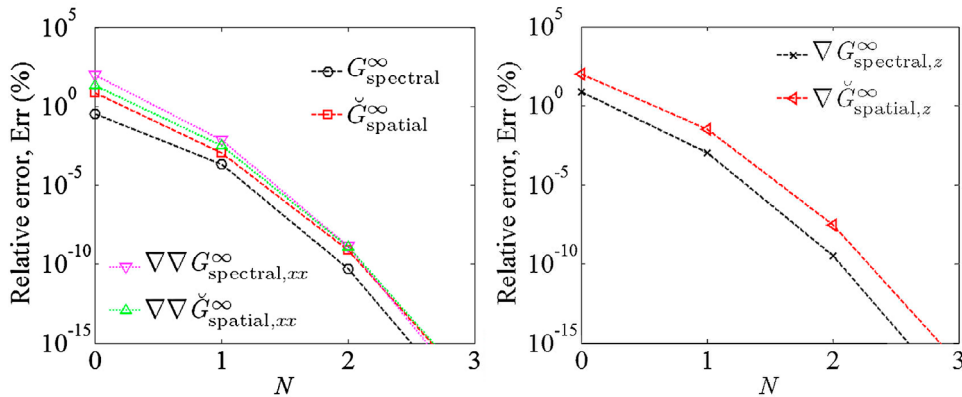 Relative error, Err (%)
10^5
10^0
10^-5
10^-10
10^-15
G^∞_spectral
Ğ^∞_spatial
∇∇G^∞_spectral,xx
∇∇Ğ^∞_spatial,xx
0 1 2 3
N
Relative error, Err (%)
10^5
10^0
10^-5
10^-10
10^-15
∇G^∞_spectral,z
∇Ğ^∞_spatial,z
0 1 2 3
N